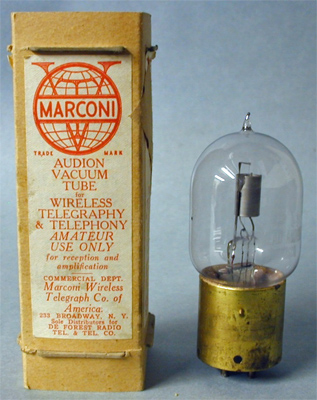 MARCONI
TRADE MARK
AUDION
VACUUM
TUBE
for
WIRELESS
TELEGRAPHY
& TELEPHONY
AMATEUR
USE ONLY
for reception and
amplification
COMMERCIAL DEPT.
Marconi Wireless
Telegraph Co. of
America.
233 BROADWAY, N. Y.
Sole Distributors for
DE FOREST RADIO
TEL. & TEL. CO.